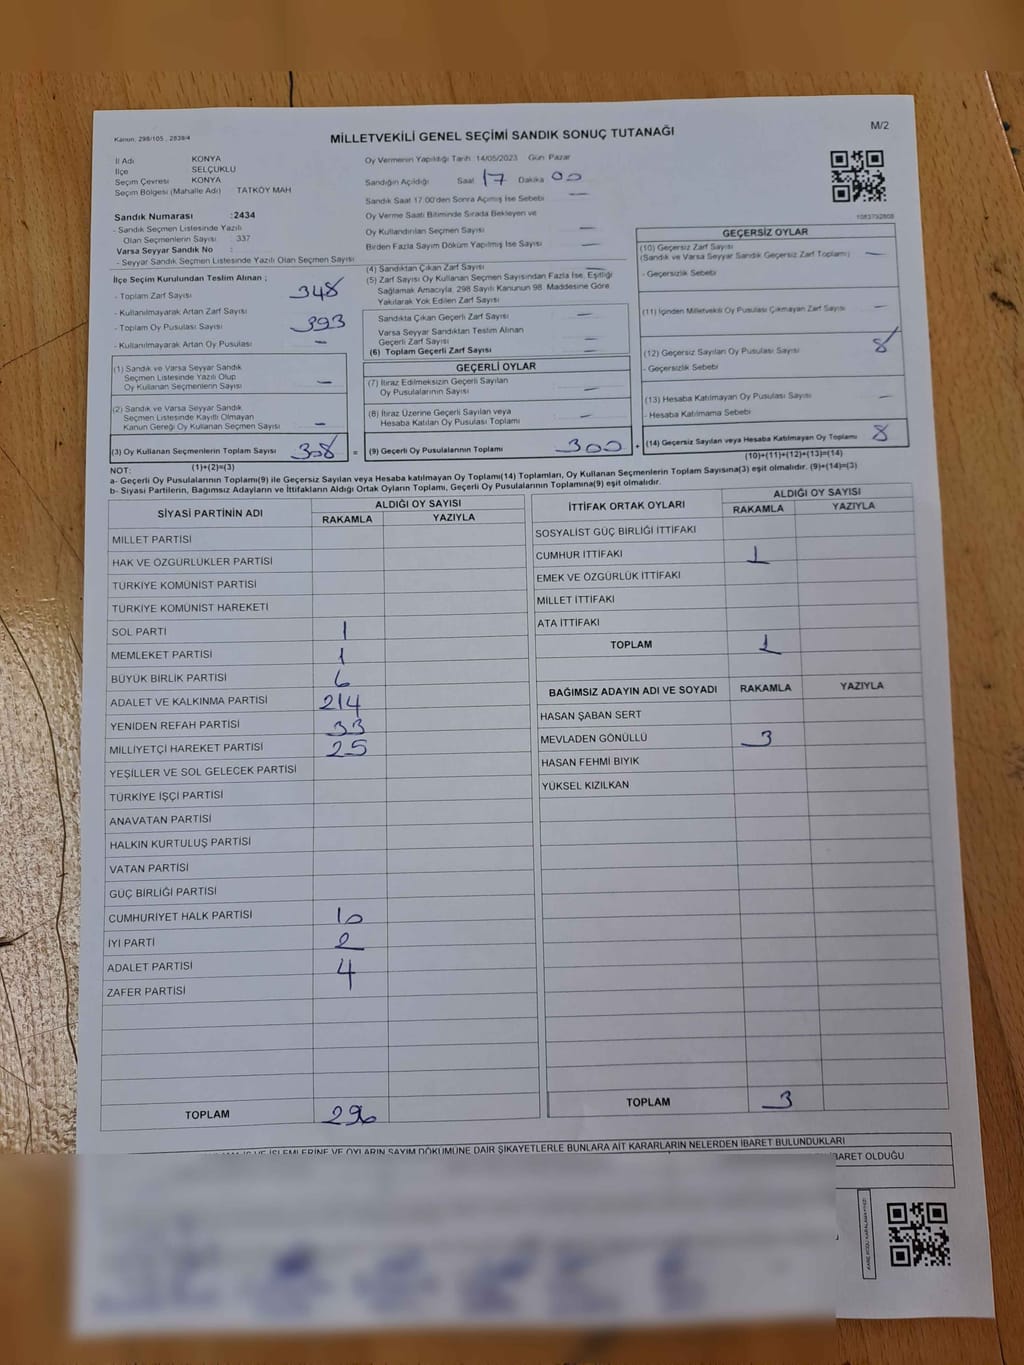 Kanun. 298/105 , 2839/4
MİLLETVEKİLİ GENEL SEÇİMİ SANDIK SONUÇ TUTANAĞI
M/2
İl Adı KONYA
İlçe SELÇUKLU
Seçim Çevresi KONYA
Seçim Bölgesi (Mahalle Adı) TATKÖY MAH
Sandık Numarası :2434
- Sandık Seçmen Listesinde Yazılı
Olan Seçmenlerin Sayısı : 337
Varsa Seyyar Sandık No :
- Seyyar Sandık Seçmen Listesinde Yazılı Olan Seçmen Sayısı
Oy Vermenin Yapıldığı Tarih 14/05/2023 Gün Pazar
Sandığın Açıldığı Saat 17 Dakika 00
Sandık Saat 17.00'den Sonra Açılmış İse Sebebi —
Oy Verme Saati Bitiminde Sırada Bekleyen ve
Oy Kullandırılan Seçmen Sayısı —
Birden Fazla Sayım Döküm Yapılmış İse Sayısı —
1083792808
İlçe Seçim Kurulundan Teslim Alınan ;
- Toplam Zarf Sayısı 348
- Kullanılmayarak Artan Zarf Sayısı
- Toplam Oy Pusulası Sayısı 393
- Kullanılmayarak Artan Oy Pusulası —
(1) Sandık ve Varsa Seyyar Sandık
Seçmen Listesinde Yazılı Olup
Oy Kullanan Seçmenlerin Sayısı —
(2) Sandık ve Varsa Seyyar Sandık
Seçmen Listesinde Kayıtlı Olmayan
Kanun Gereği Oy Kullanan Seçmen Sayısı —
(3) Oy Kullanan Seçmenlerin Toplam Sayısı 308 =
(1)+(2)=(3)
(4) Sandıktan Çıkan Zarf Sayısı —
(5) Zarf Sayısı Oy Kullanan Seçmen Sayısından Fazla İse, Eşitliği
Sağlamak Amacıyla, 298 Sayılı Kanunun 98. Maddesine Göre
Yakılarak Yok Edilen Zarf Sayısı
Sandıkta Çıkan Geçerli Zarf Sayısı —
Varsa Seyyar Sandıktan Teslim Alınan
Geçerli Zarf Sayısı —
(6) Toplam Geçerli Zarf Sayısı —
GEÇERLİ OYLAR
(7) İtiraz Edilmeksizin Geçerli Sayılan
Oy Pusulalarının Sayısı —
(8) İtiraz Üzerine Geçerli Sayılan veya
Hesaba Katılan Oy Pusulası Toplamı —
(9) Geçerli Oy Pusulalarının Toplamı 300 +
GEÇERSİZ OYLAR
(10) Geçersiz Zarf Sayısı
(Sandık ve Varsa Seyyar Sandık Geçersiz Zarf Toplamı) —
- Geçersizlik Sebebi
(11) İçinden Milletvekili Oy Pusulası Çıkmayan Zarf Sayısı —
(12) Geçersiz Sayılan Oy Pusulası Sayısı 8
- Geçersizlik Sebebi
(13) Hesaba Katılmayan Oy Pusulası Sayısı —
- Hesaba Katılmama Sebebi
(14) Geçersiz Sayılan veya Hesaba Katılmayan Oy Toplamı 8
(10)+(11)+(12)+(13)=(14)
NOT:
a- Geçerli Oy Pusulalarının Toplamı(9) ile Geçersiz Sayılan veya Hesaba katılmayan Oy Toplamı(14) Toplamları, Oy Kullanan Seçmenlerin Toplam Sayısına(3) eşit olmalıdır. (9)+(14)=(3)
b- Siyasi Partilerin, Bağımsız Adayların ve İttifakların Aldığı Ortak Oyların Toplamı, Geçerli Oy Pusulalarının Toplamına(9) eşit olmalıdır.
SİYASİ PARTİNİN ADI ALDIĞI OY SAYISI
RAKAMLA YAZIYLA
MİLLET PARTİSİ
HAK VE ÖZGÜRLÜKLER PARTİSİ
TÜRKİYE KOMÜNİST PARTİSİ
TÜRKİYE KOMÜNİST HAREKETİ
SOL PARTİ 1
MEMLEKET PARTİSİ 1
BÜYÜK BİRLİK PARTİSİ 6
ADALET VE KALKINMA PARTİSİ 214
YENİDEN REFAH PARTİSİ 33
MİLLİYETÇİ HAREKET PARTİSİ 25
YEŞİLLER VE SOL GELECEK PARTİSİ
TÜRKİYE İŞÇİ PARTİSİ
ANAVATAN PARTİSİ
HALKIN KURTULUŞ PARTİSİ
VATAN PARTİSİ
GÜÇ BİRLİĞİ PARTİSİ
CUMHURİYET HALK PARTİSİ 10
İYİ PARTİ 2
ADALET PARTİSİ 4
ZAFER PARTİSİ
TOPLAM 296
İTTİFAK ORTAK OYLARI ALDIĞI OY SAYISI
RAKAMLA YAZIYLA
SOSYALİST GÜÇ BİRLİĞİ İTTİFAKI
CUMHUR İTTİFAKI 1
EMEK VE ÖZGÜRLÜK İTTİFAKI
MİLLET İTTİFAKI
ATA İTTİFAKI
TOPLAM 1
BAĞIMSIZ ADAYIN ADI VE SOYADI RAKAMLA YAZIYLA
HASAN ŞABAN SERT
MEVLADEN GÖNÜLLÜ 3
HASAN FEHMİ BIYIK
YÜKSEL KIZILKAN
TOPLAM 3
İŞLEMLERİNE VE OYLARIN SAYIM DÖKÜMÜNE DAİR ŞİKAYETLERLE BUNLARA AİT KARARLARIN NELERDEN İBARET BULUNDUKLARI
İBARET OLDUĞU